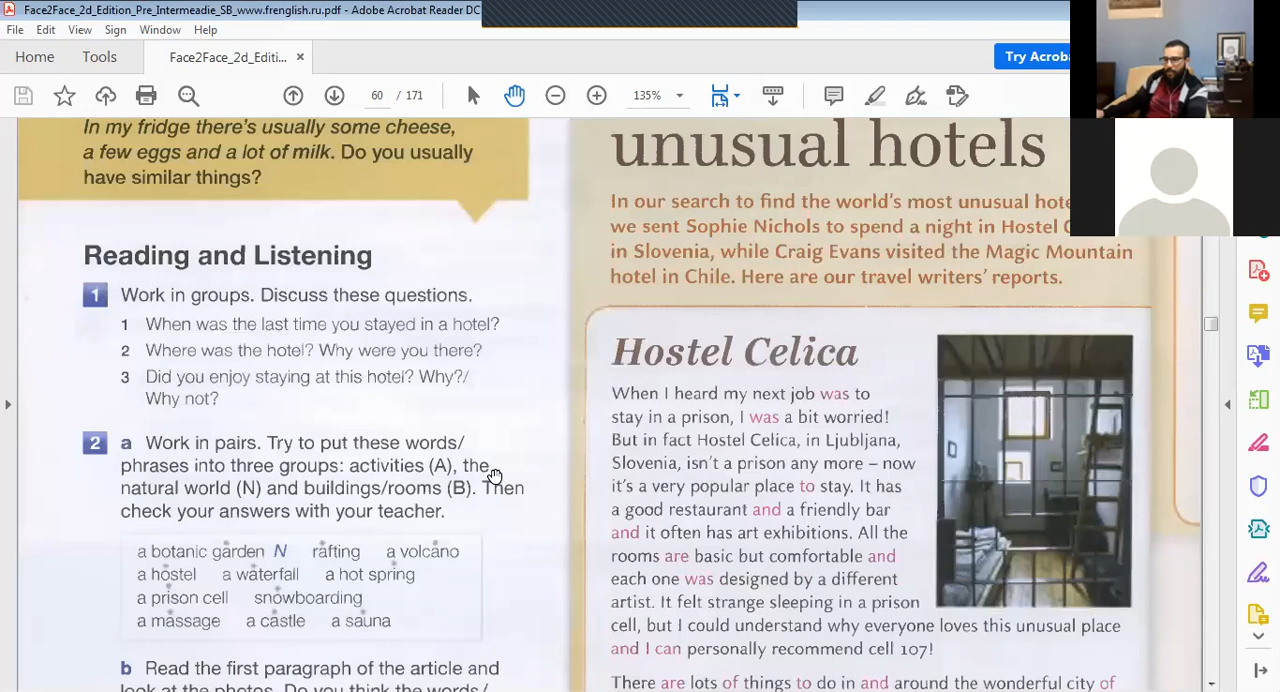 Face2Face_2d_Edition_Pre_Intermeadie_SB_www.frenglish.ru.pdf - Adobe Acrobat Reader DC
File Edit View Sign Window Help
Home Tools Face2Face_2d_Editi... ×
Try Acroba
60 / 171 135%
In my fridge there's usually some cheese,
a few eggs and a lot of milk. Do you usually
have similar things?
Reading and Listening
1 Work in groups. Discuss these questions.
1 When was the last time you stayed in a hotel?
2 Where was the hotel? Why were you there?
3 Did you enjoy staying at this hotel? Why?/
Why not?
2 a Work in pairs. Try to put these words/
phrases into three groups: activities (A), the
natural world (N) and buildings/rooms (B). Then
check your answers with your teacher.
a botanic garden N rafting a volcano
a hostel a waterfall a hot spring
a prison cell snowboarding
a massage a castle a sauna
b Read the first paragraph of the article and
look at the photos. Do you think the words/
unusual hotels
In our search to find the world's most unusual
we sent Sophie Nichols to spend a night in Hostel
in Slovenia, while Craig Evans visited the Magic Mountain
hotel in Chile. Here are our travel writers' reports.
Hostel Celica
When I heard my next job was to
stay in a prison, I was a bit worried!
But in fact Hostel Celica, in Ljubljana,
Slovenia, isn't a prison any more – now
it's a very popular place to stay. It has
a good restaurant and a friendly bar
and it often has art exhibitions. All the
rooms are basic but comfortable and
each one was designed by a different
artist. It felt strange sleeping in a prison
cell, but I could understand why everyone loves this unusual place
and I can personally recommend cell 107!
There are lots of things to do in and around the wonderful city of